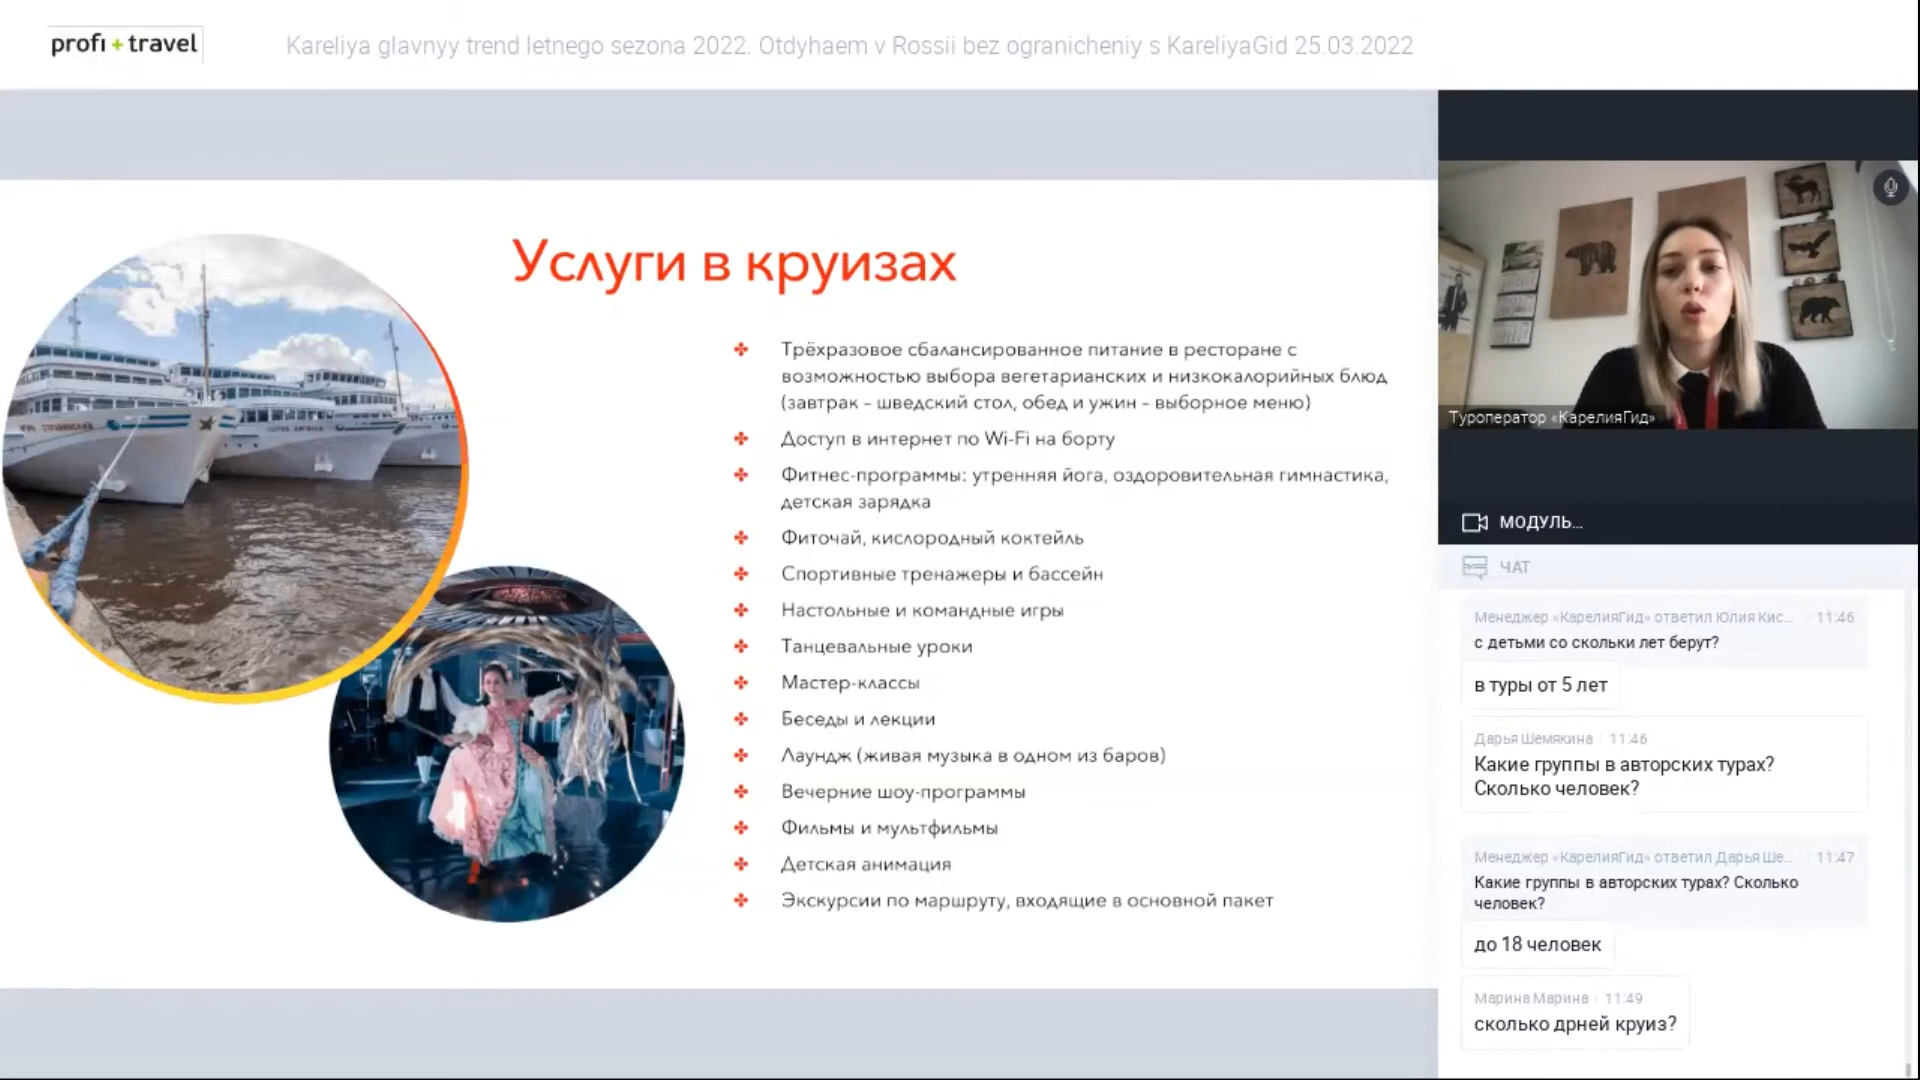 profi + travel
Kareliya glavnyy trend letnego sezona 2022. Otdyhaem v Rossii bez ogranicheniy s KareliyaGid 25.03.2022
Услуги в круизах
Трёхразовое сбалансированное питание в ресторане с
возможностью выбора вегетарианских и низкокалорийных блюд
(завтрак – шведский стол, обед и ужин – выборное меню)
Доступ в интернет по Wi-Fi на борту
Фитнес-программы: утренняя йога, оздоровительная гимнастика,
детская зарядка
Фиточай, кислородный коктейль
Спортивные тренажеры и бассейн
Настольные и командные игры
Танцевальные уроки
Мастер-классы
Беседы и лекции
Лаундж (живая музыка в одном из баров)
Вечерние шоу-программы
Фильмы и мультфильмы
Детская анимация
Экскурсии по маршруту, входящие в основной пакет
Туроператор «КарелияГид»
МОДУЛЬ...
ЧАТ
Менеджер «КарелияГид» ответил Юлия Кис... 11:46
с детьми со скольки лет берут?
в туры от 5 лет
Дарья Шемякина 11:46
Какие группы в авторских турах?
Сколько человек?
Менеджер «КарелияГид» ответил Дарья Ше... 11:47
Какие группы в авторских турах? Сколько
человек?
до 18 человек
Марина Марина 11:49
сколько дрней круиз?